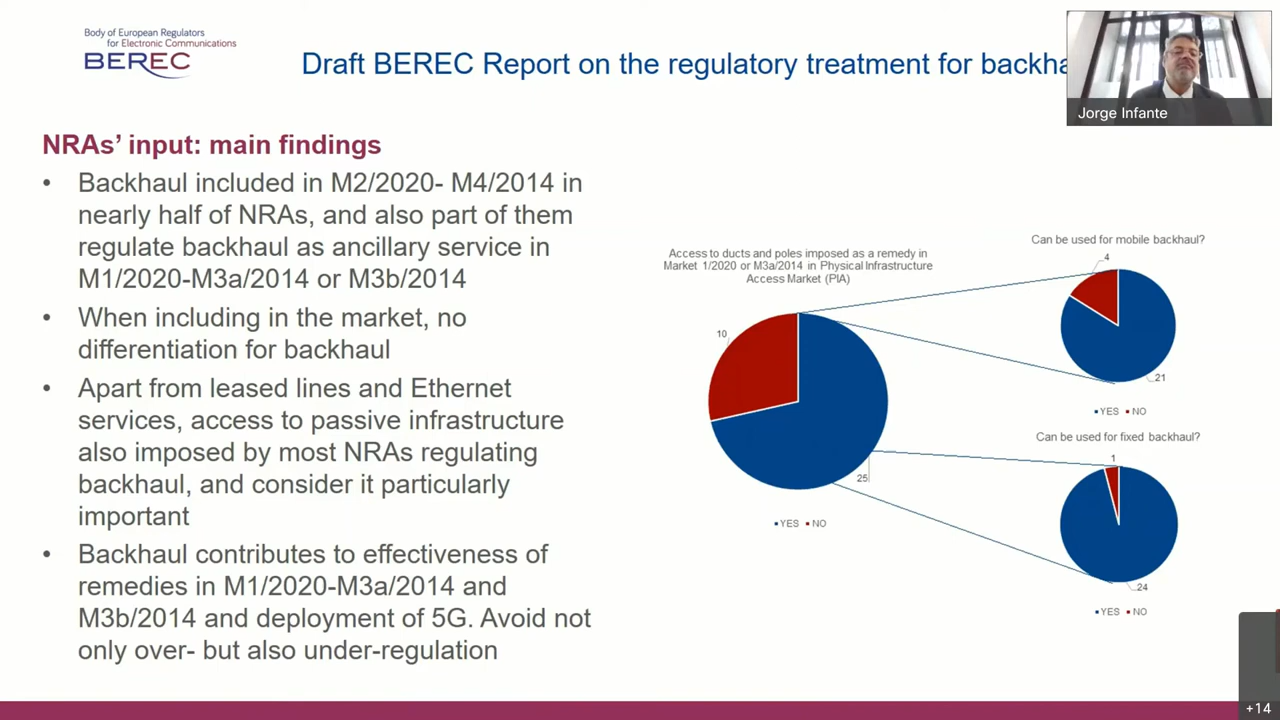 Body of European Regulators
for Electronic Communications
BEREC
Draft BEREC Report on the regulatory treatment for
Jorge Infante
NRAs’ input: main findings
• Backhaul included in M2/2020- M4/2014 in
nearly half of NRAs, and also part of them
regulate backhaul as ancillary service in
M1/2020-M3a/2014 or M3b/2014
• When including in the market, no
differentiation for backhaul
• Apart from leased lines and Ethernet
services, access to passive infrastructure
also imposed by most NRAs regulating
backhaul, and consider it particularly
important
• Backhaul contributes to effectiveness of
remedies in M1/2020-M3a/2014 and
M3b/2014 and deployment of 5G. Avoid not
only over- but also under-regulation
Access to ducts and poles imposed as a remedy in
Market 1/2020 or M3a/2014 in Physical Infrastructure
Access Market (PIA)
10
25
YES NO
Can be used for mobile backhaul?
4
21
YES NO
Can be used for fixed backhaul?
1
24
YES NO
+14